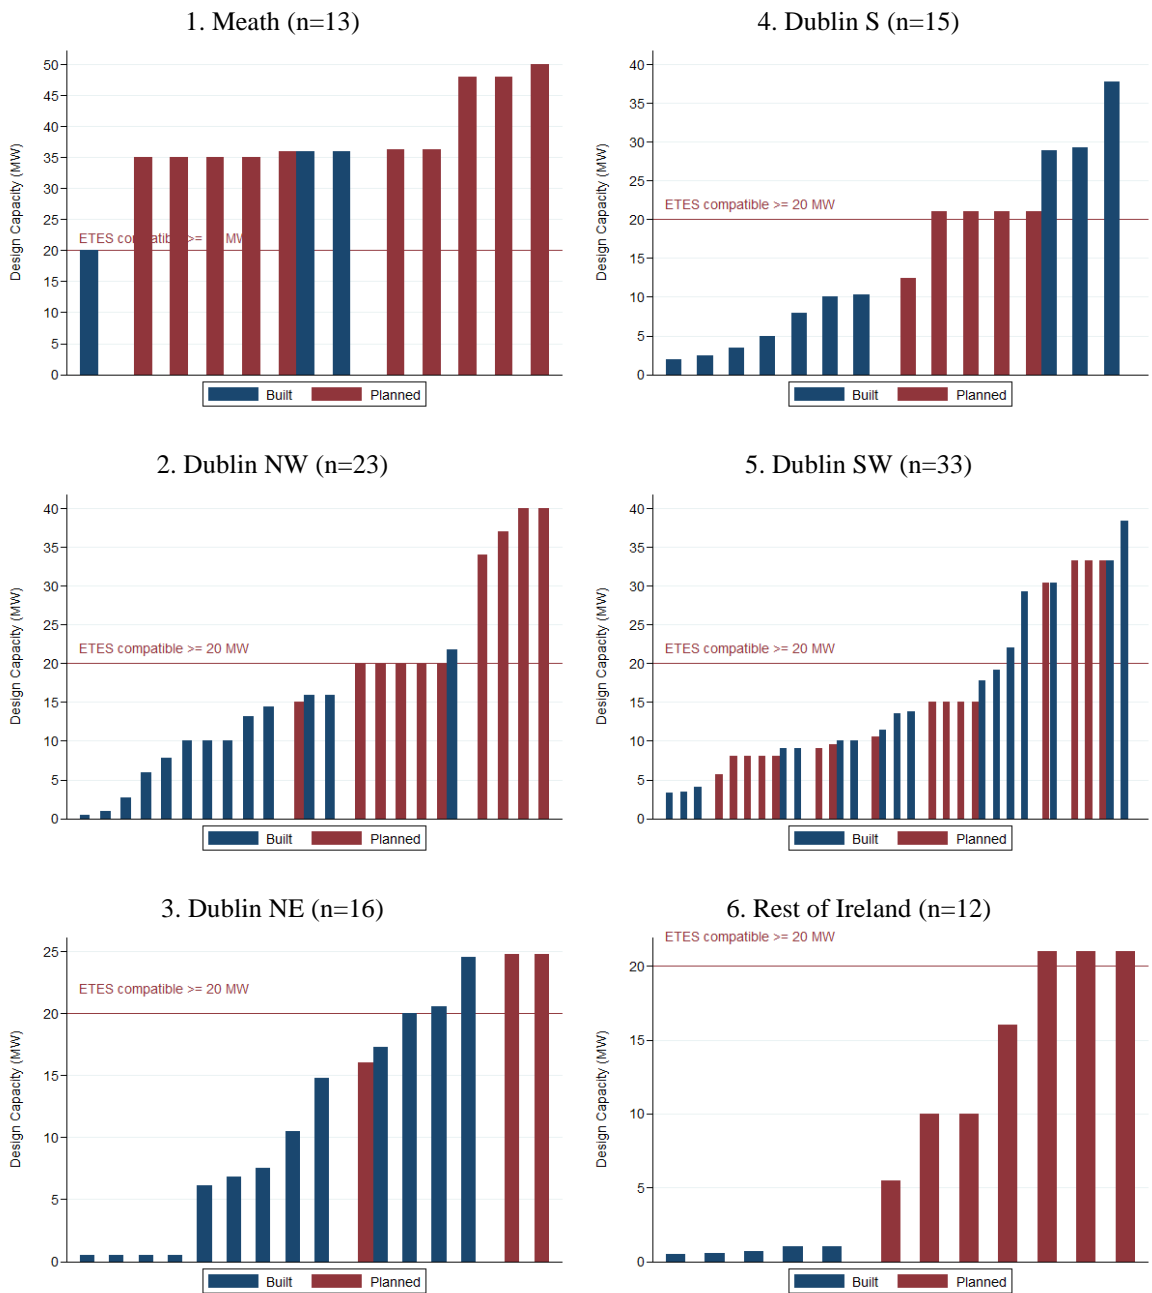 1. Meath (n=13)
Design Capacity (MW)
50
45
40
35
30
25
20
15
10
5
0
ETES compatible >= MW
Built Planned
4. Dublin S (n=15)
Design Capacity (MW)
40
35
30
25
20
15
10
5
0
ETES compatible >= 20 MW
Built Planned
2. Dublin NW (n=23)
Design Capacity (MW)
40
35
30
25
20
15
10
5
0
ETES compatible >= 20 MW
Built Planned
5. Dublin SW (n=33)
Design Capacity (MW)
40
35
30
25
20
15
10
5
0
ETES compatible >= 20 MW
Built Planned
3. Dublin NE (n=16)
Design Capacity (MW)
25
20
15
10
5
0
ETES compatible >= 20 MW
Built Planned
6. Rest of Ireland (n=12)
Design Capacity (MW)
ETES compatible >= 20 MW
20
15
10
5
0
Built Planned